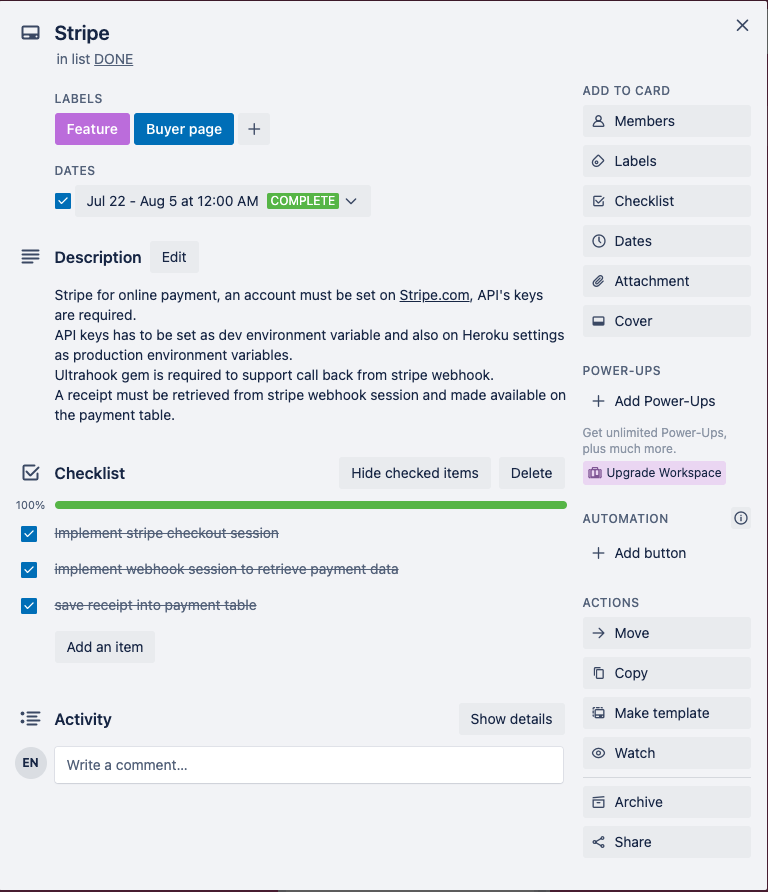 Stripe
in list DONE
LABELS
Feature
Buyer page
DATES
Jul 22 - Aug 5 at 12:00 AM COMPLETE
Description
Edit
Stripe for online payment, an account must be set on Stripe.com, API's keys
are required.
API keys has to be set as dev environment variable and also on Heroku settings
as production environment variables.
Ultrahook gem is required to support call back from stripe webhook.
A receipt must be retrieved from stripe webhook session and made available on
the payment table.
Checklist
Hide checked items
Delete
100%
Implement stripe checkout session
implement webhook session to retrieve payment data
save receipt into payment table
Add an item
Activity
Show details
EN
Write a comment…
ADD TO CARD
Members
Labels
Checklist
Dates
Attachment
Cover
POWER-UPS
Add Power-Ups
Get unlimited Power-Ups,
plus much more.
Upgrade Workspace
AUTOMATION
Add button
ACTIONS
Move
Copy
Make template
Watch
Archive
Share